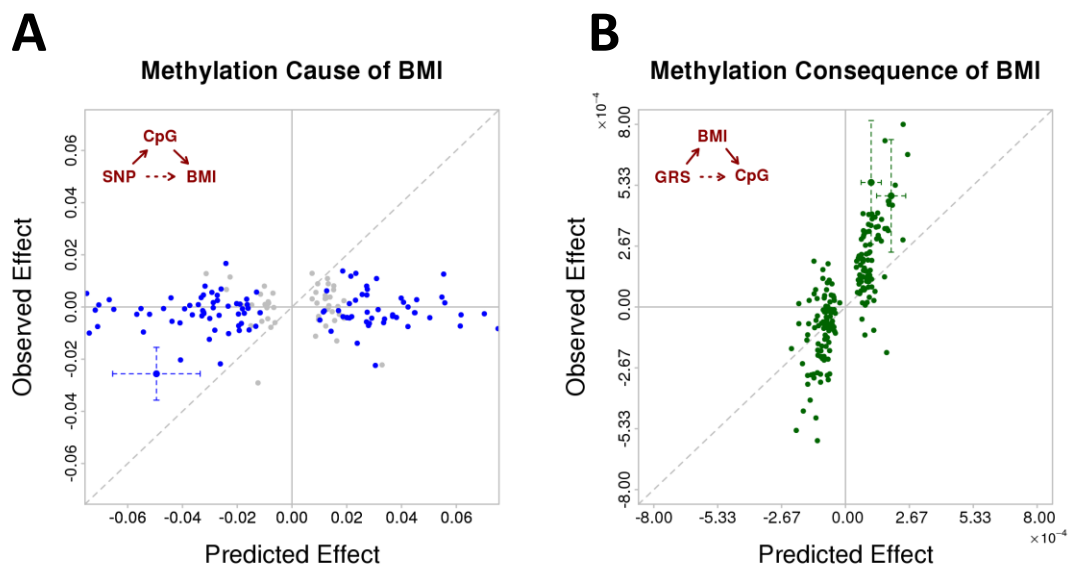 A
B
Methylation Cause of BMI
Methylation Consequence of BMI
CpG
SNP
BMI
BMI
GRS
CpG
Observed Effect
0.06
0.04
0.02
0.00
-0.02
-0.04
-0.06
-0.06
-0.04
-0.02
0.00
0.02
0.04
0.06
Predicted Effect
Observed Effect
×10⁻⁴
8.00
5.33
2.67
0.00
-2.67
-5.33
-8.00
-8.00
-5.33
-2.67
0.00
2.67
5.33
8.00
×10⁻⁴
Predicted Effect